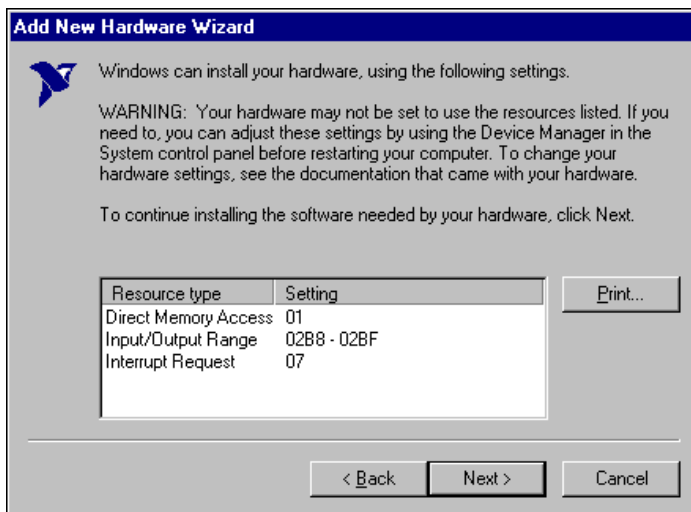 Add New Hardware Wizard
Windows can install your hardware, using the following settings.
WARNING: Your hardware may not be set to use the resources listed. If you
need to, you can adjust these settings by using the Device Manager in the
System control panel before restarting your computer. To change your
hardware settings, see the documentation that came with your hardware.
To continue installing the software needed by your hardware, click Next.
Resource type Setting
Direct Memory Access 01
Input/Output Range 02B8 - 02BF
Interrupt Request 07
Print...
< Back Next > Cancel